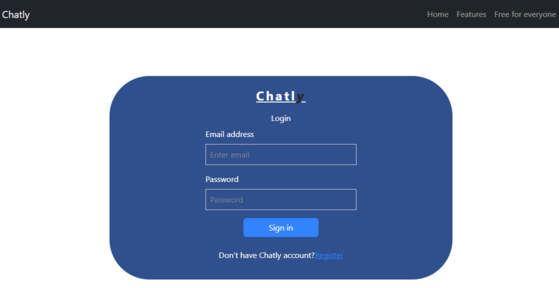 Chatly
Home Features Free for everyone
Chatly
Login
Email address
Enter email
Password
Password
Sign in
Don't have Chatly account?Register